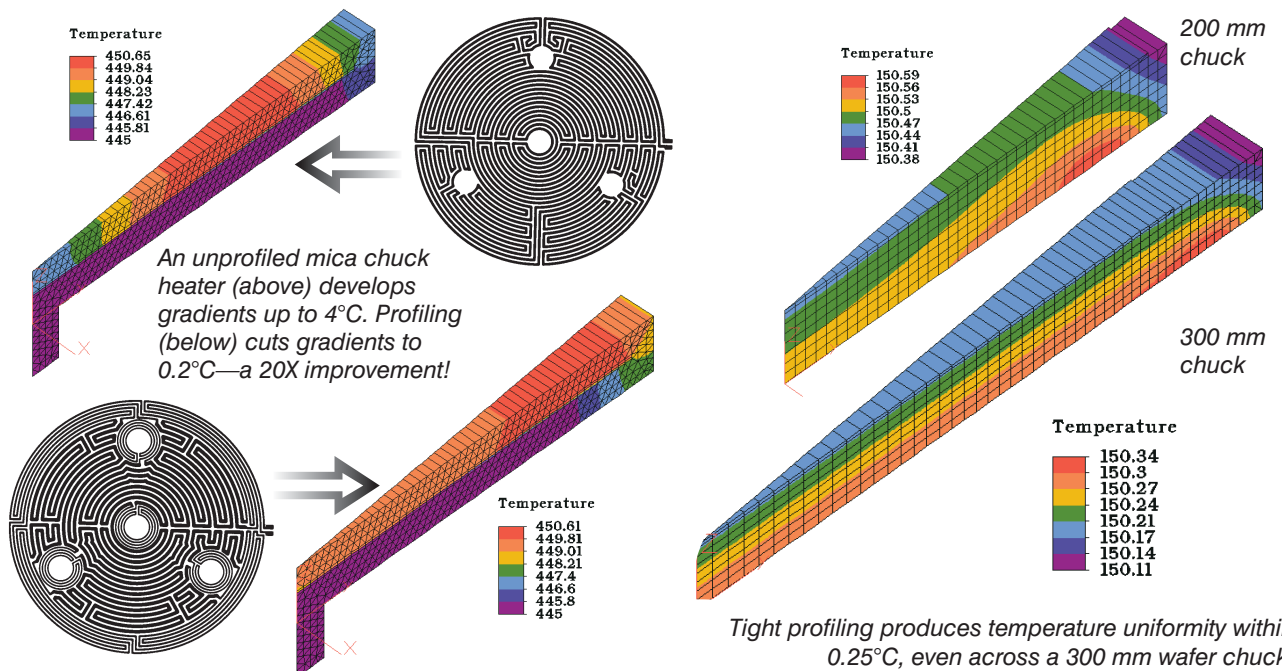 Temperature
450.65
449.84
449.04
448.23
447.42
446.61
445.81
445
X
An unprofiled mica chuck
heater (above) develops
gradients up to 4°C. Profiling
(below) cuts gradients to
0.2°C—a 20X improvement!
Temperature
450.61
449.81
449.01
448.21
447.4
446.6
445.8
445
X
200 mm
chuck
Temperature
150.59
150.56
150.53
150.5
150.47
150.44
150.41
150.38
300 mm
chuck
Temperature
150.34
150.3
150.27
150.24
150.21
150.17
150.14
150.11
Tight profiling produces temperature uniformity within
0.25°C, even across a 300 mm wafer chuck